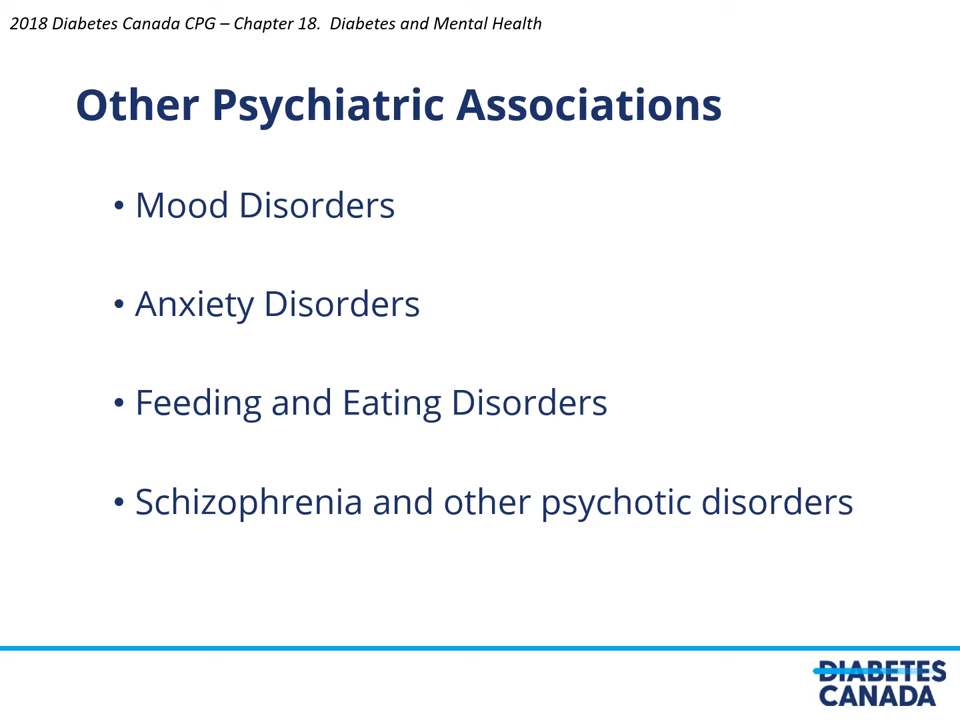 2018 Diabetes Canada CPG – Chapter 18. Diabetes and Mental Health
Other Psychiatric Associations
• Mood Disorders
• Anxiety Disorders
• Feeding and Eating Disorders
• Schizophrenia and other psychotic disorders
DIABETES
CANADA